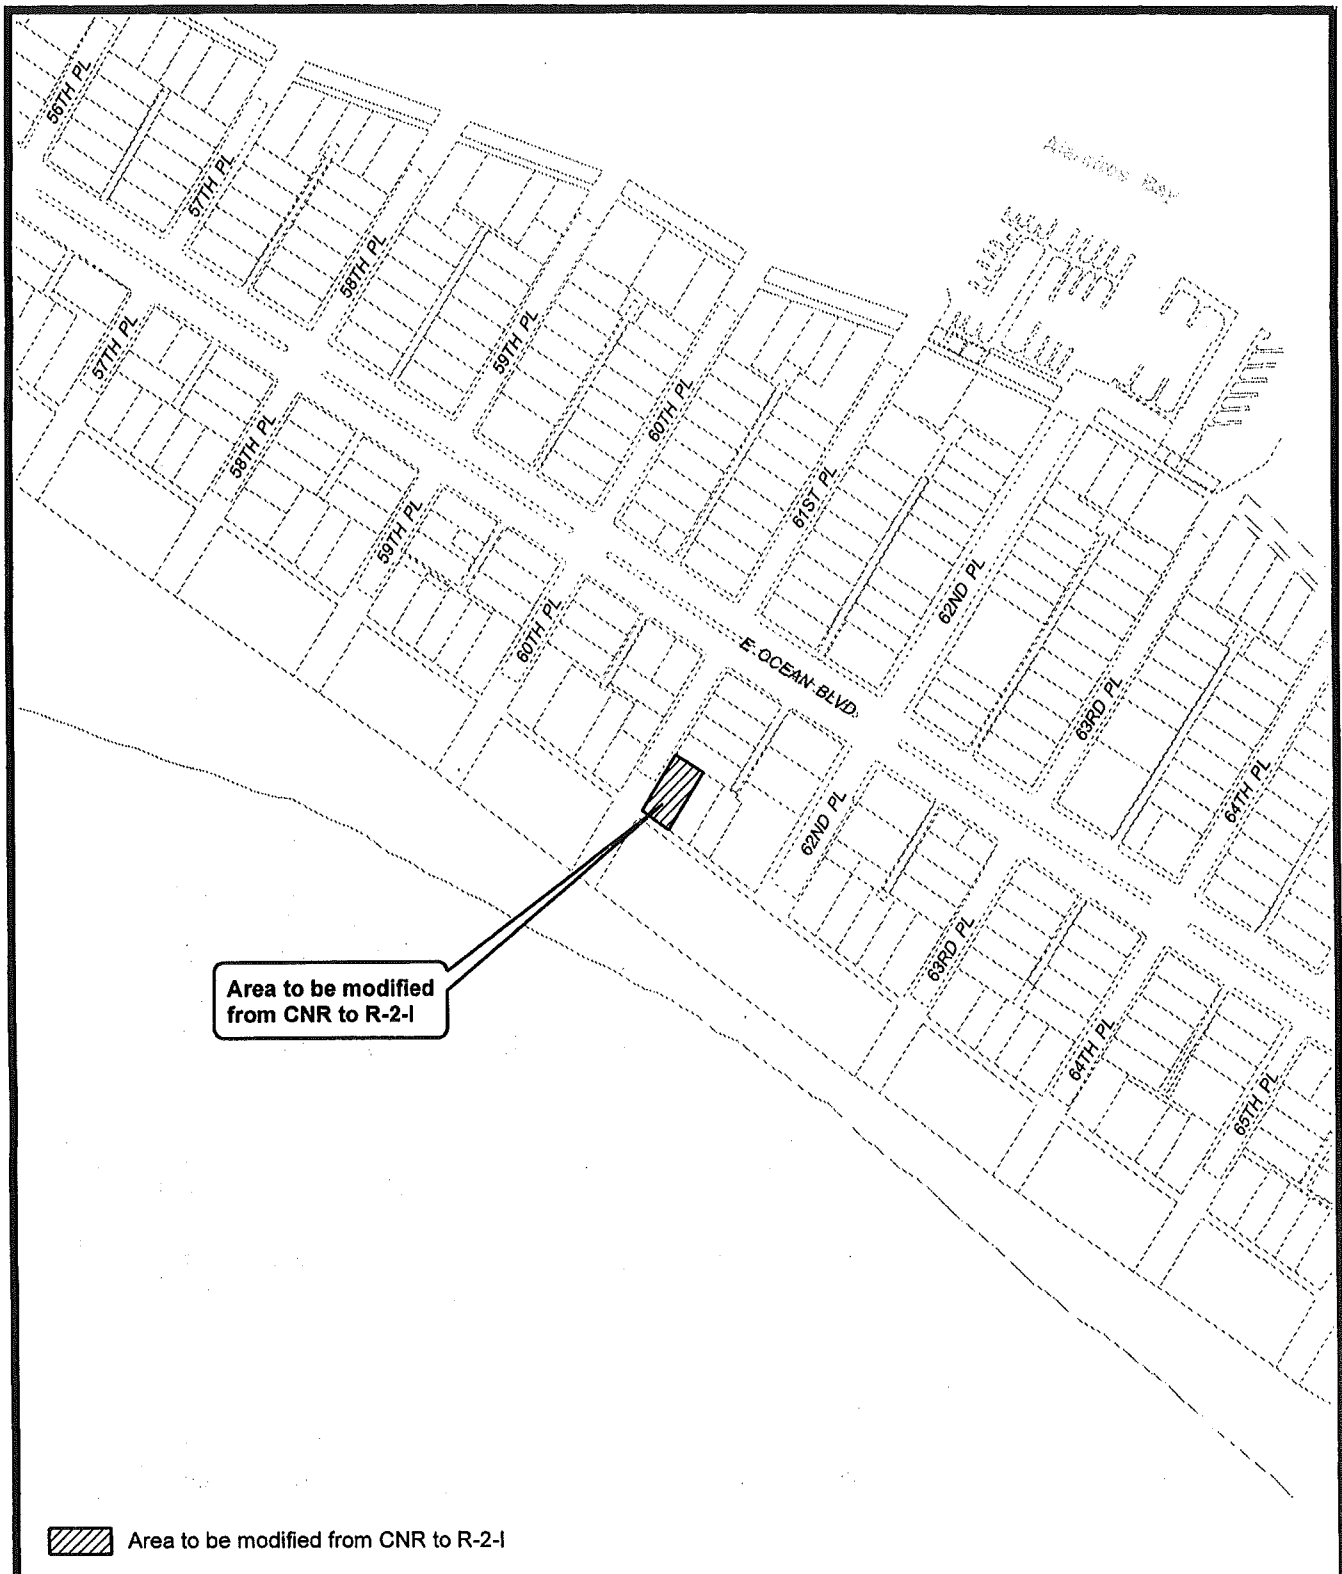 56TH PL
57TH PL
58TH PL
59TH PL
60TH PL
61ST PL
62ND PL
63RD PL
64TH PL
Alamitos Bay
57TH PL
58TH PL
59TH PL
60TH PL
E OCEAN BLVD
62ND PL
63RD PL
64TH PL
65TH PL
Area to be modified
from CNR to R-2-I
Area to be modified from CNR to R-2-I